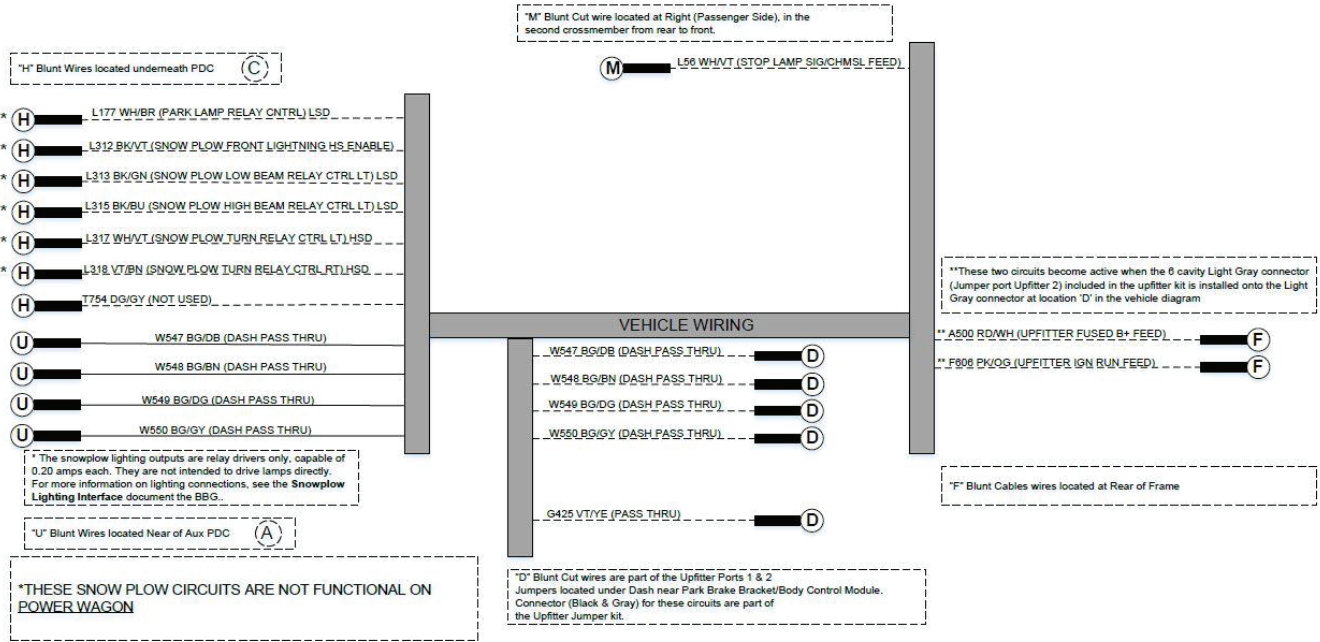 "M" Blunt Cut wire located at Right (Passenger Side), in the
second crossmember from rear to front.
"H" Blunt Wires located underneath PDC
C
M
L56 WH/VT (STOP LAMP SIG/CHMSL FEED)
* H L177 WH/BR (PARK LAMP RELAY CNTRL) LSD
* H L312 BK/VT (SNOW PLOW FRONT LIGHTNING HS ENABLE)
* H L313 BK/GN (SNOW PLOW LOW BEAM RELAY CTRL LT) LSD
* H L315 BK/BU (SNOW PLOW HIGH BEAM RELAY CTRL LT) LSD
* H L317 WH/VT (SNOW PLOW TURN RELAY CTRL LT) HSD
* H L318 VT/BN (SNOW PLOW TURN RELAY CTRL RT) HSD
H T754 DG/GY (NOT USED)
U W547 BG/DB (DASH PASS THRU)
U W548 BG/BN (DASH PASS THRU)
U W549 BG/DG (DASH PASS THRU)
U W550 BG/GY (DASH PASS THRU)
* The snowplow lighting outputs are relay drivers only, capable of
0.20 amps each. They are not intended to drive lamps directly.
For more information on lighting connections, see the Snowplow
Lighting Interface document the BBG..
"U" Blunt Wires located Near of Aux PDC
A
*THESE SNOW PLOW CIRCUITS ARE NOT FUNCTIONAL ON
POWER WAGON
VEHICLE WIRING
W547 BG/DB (DASH PASS THRU) D
W548 BG/BN (DASH PASS THRU) D
W549 BG/DG (DASH PASS THRU) D
W550 BG/GY (DASH PASS THRU) D
G425 VT/YE (PASS THRU) D
"D" Blunt Cut wires are part of the Upfitter Ports 1 & 2
Jumpers located under Dash near Park Brake Bracket/Body Control Module.
Connector (Black & Gray) for these circuits are part of
the Upfitter Jumper kit.
**These two circuits become active when the 6 cavity Light Gray connector
(Jumper port Upfitter 2) included in the upfitter kit is installed onto the Light
Gray connector at location 'D' in the vehicle diagram
** A500 RD/WH (UPFITTER FUSED B+ FEED) F
** F606 PK/OG (UPFITTER IGN RUN FEED) F
"F" Blunt Cables wires located at Rear of Frame